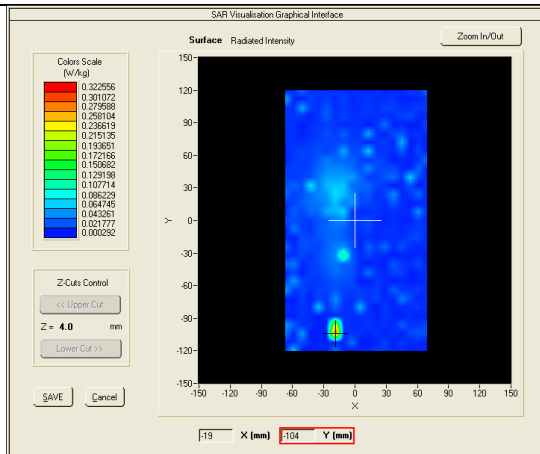 SAR Visualisation Graphical Interface
Surface Radiated Intensity
Zoom In/Out
Colors Scale
(W/kg)
0.322556
0.301072
0.279588
0.258104
0.236619
0.215135
0.193651
0.172166
0.150682
0.129198
0.107714
0.086229
0.064745
0.043261
0.021777
0.000292
Z-Cuts Control
<< Upper Cut
Z = 4.0 mm
Lower Cut >>
SAVE Cancel
150-
120-
90-
60-
30-
0-
-30-
-60-
-90-
-120-
-150-
Y
-150 -120 -90 -60 -30 0 30 60 90 120 150
X
-19 X (mm) -104 Y (mm)